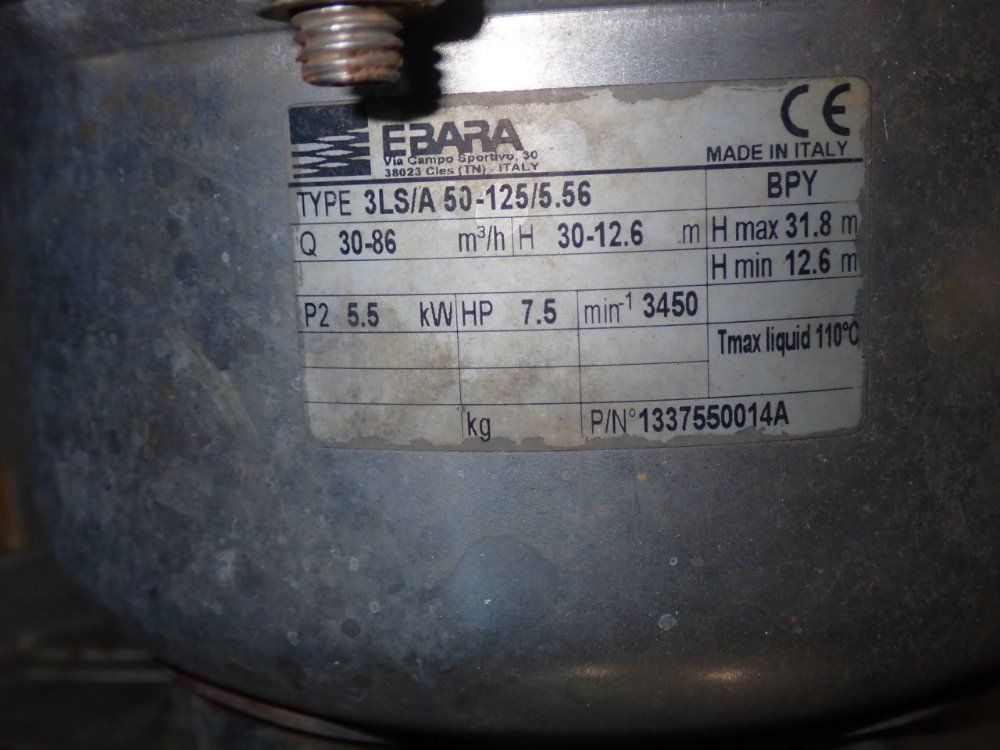 CE
EBARA
Via Campo Sportivo, 30
38023 Cles (TN) - ITALY
MADE IN ITALY
TYPE 3LS/A 50-125/5.56 BPY
Q 30-86 m³/h H 30-12.6 m H max 31.8 m
H min 12.6 m
P2 5.5 kW HP 7.5 min⁻¹ 3450
Tmax liquid 110°C
kg P/N° 1337550014A